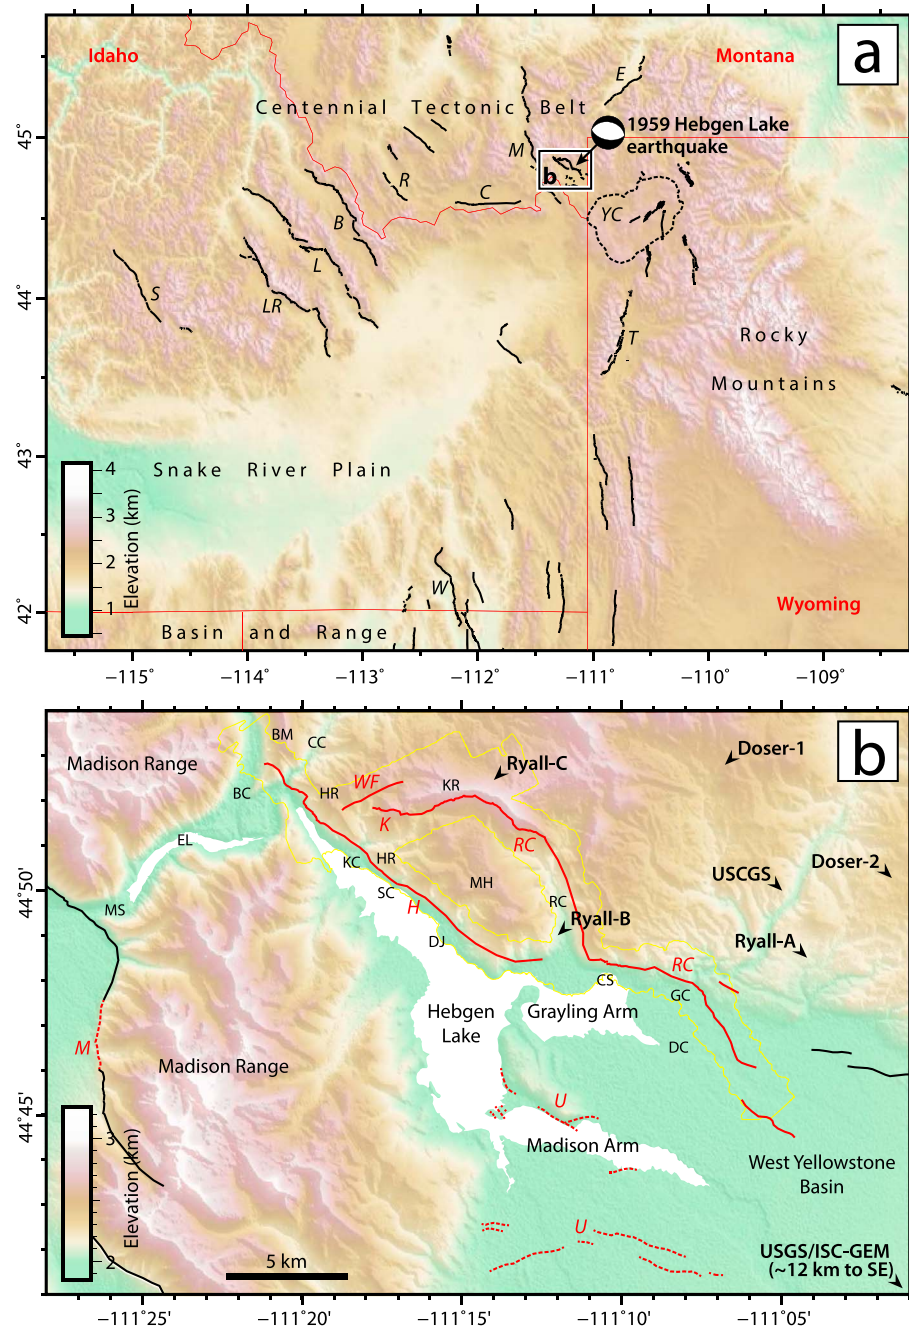 Idaho
Montana
a
E
Centennial Tectonic Belt
1959 Hebgen Lake
earthquake
M
b
R
C
B
YC
L
S
LR
T
Rocky
Mountains
Snake River Plain
W
Wyoming
Basin and Range
4
3
2
1
Elevation (km)
45°
44°
43°
42°
−115° −114° −113° −112° −111° −110° −109°
b
BM
CC
Doser-1
Madison Range
Ryall-C
WF
KR
BC
HR
K
RC
EL
KC
HR
MH
Doser-2
USCGS
SC
H
RC
MS
Ryall-B
DJ
Ryall-A
RC
CS
GC
Hebgen
Lake
Grayling Arm
M
DC
Madison Range
U
Madison Arm
West Yellowstone
Basin
U
USGS/ISC-GEM
(~12 km to SE)
5 km
3
2
Elevation (km)
44°50'
44°45'
−111°25' −111°20' −111°15' −111°10' −111°05'